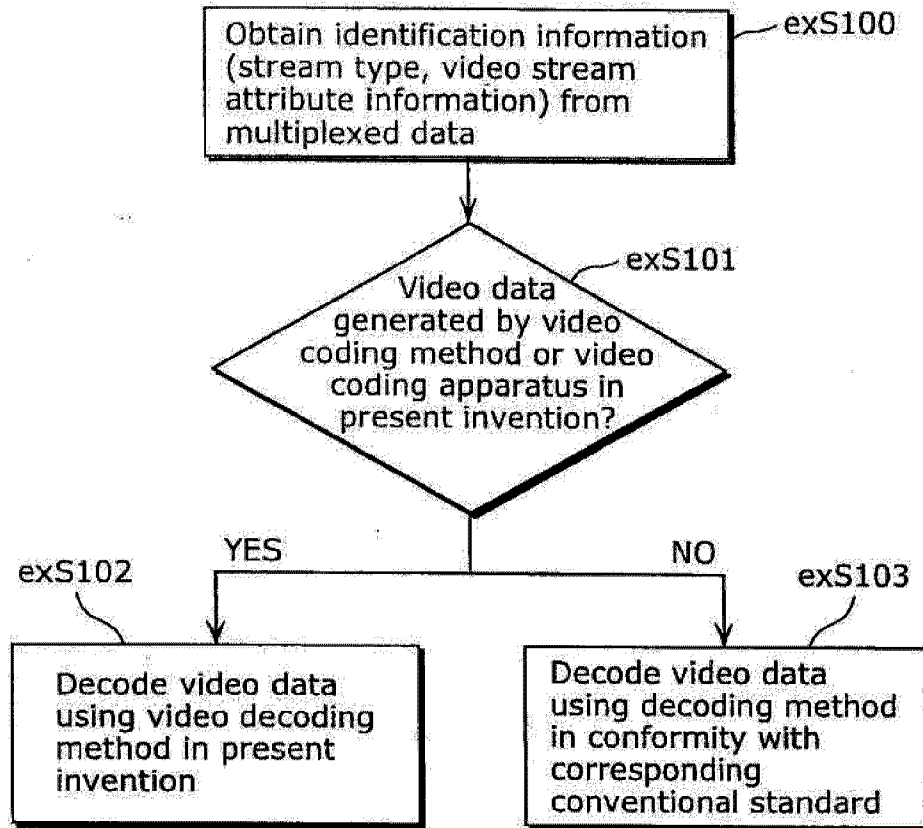 exS100
Obtain identification information
(stream type, video stream
attribute information) from
multiplexed data
exS101
Video data
generated by video
coding method or video
coding apparatus in
present invention?
YES
NO
exS102
exS103
Decode video data
using video decoding
method in present
invention
Decode video data
using decoding method
in conformity with
corresponding
conventional standard